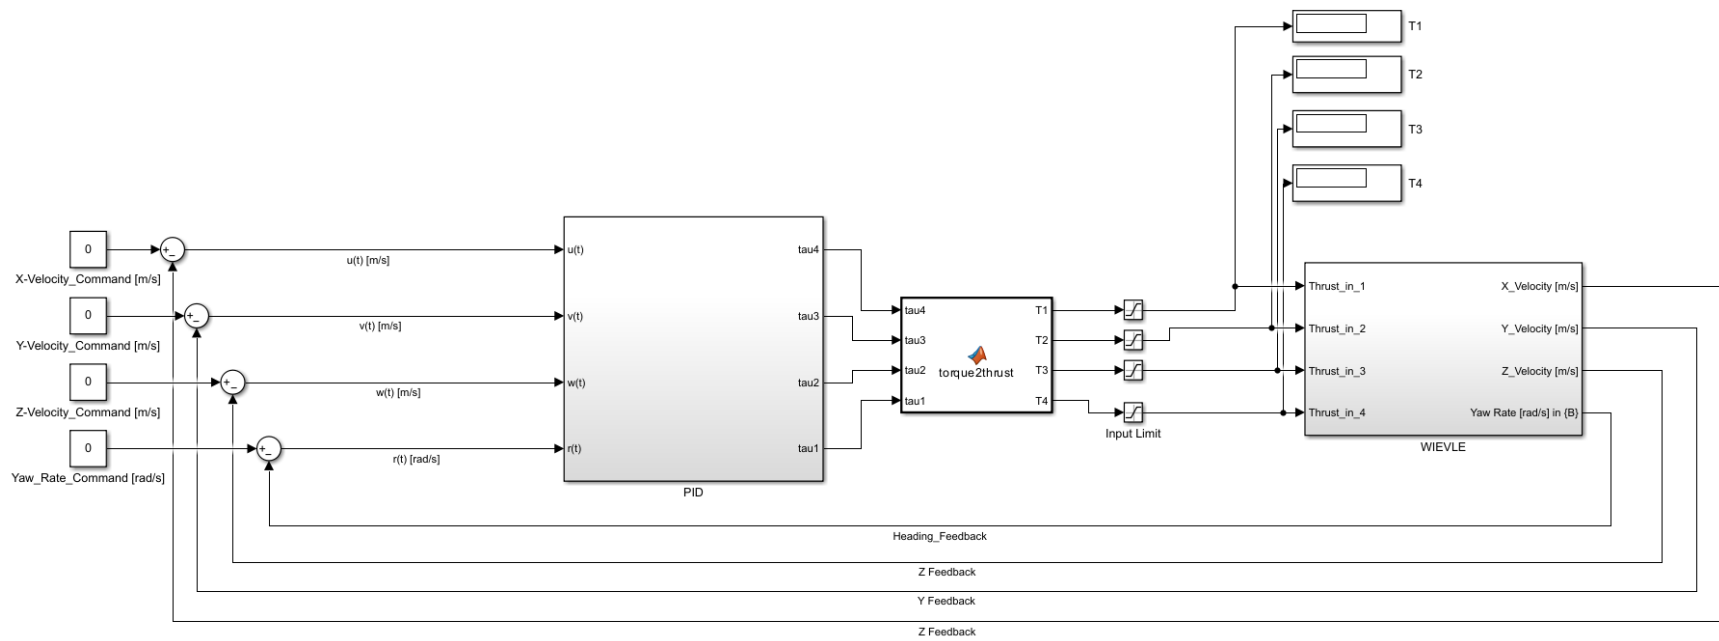 T1
T2
T3
T4
0
X-Velocity_Command [m/s]
0
Y-Velocity_Command [m/s]
0
Z-Velocity_Command [m/s]
0
Yaw_Rate_Command [rad/s]
+
−
+
−
+
−
+
−
u(t) [m/s]
v(t) [m/s]
w(t) [m/s]
r(t) [rad/s]
u(t)
v(t)
w(t)
r(t)
tau4
tau3
tau2
tau1
PID
tau4
tau3
tau2
tau1
torque2thrust
T1
T2
T3
T4
Input Limit
Thrust_in_1
Thrust_in_2
Thrust_in_3
Thrust_in_4
X_Velocity [m/s]
Y_Velocity [m/s]
Z_Velocity [m/s]
Yaw Rate [rad/s] in {B}
WIEVLE
Heading_Feedback
Z Feedback
Y Feedback
Z Feedback